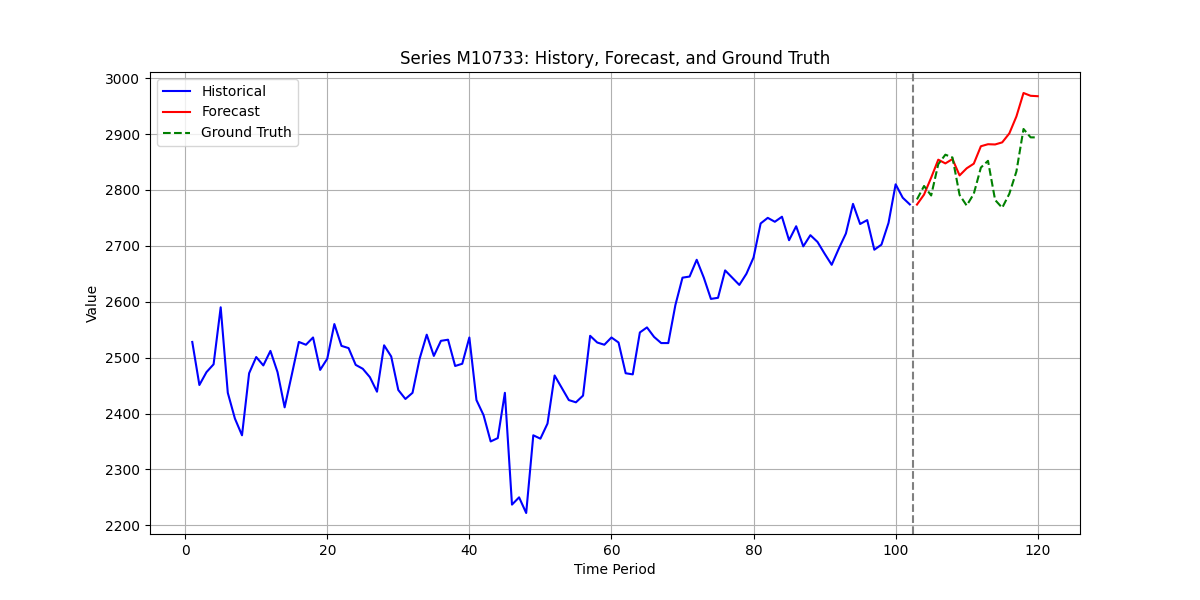 Series M10733: History, Forecast, and Ground Truth
Historical
Forecast
Ground Truth
3000
2900
2800
2700
2600
2500
2400
2300
2200
Value
0 20 40 60 80 100 120
Time Period